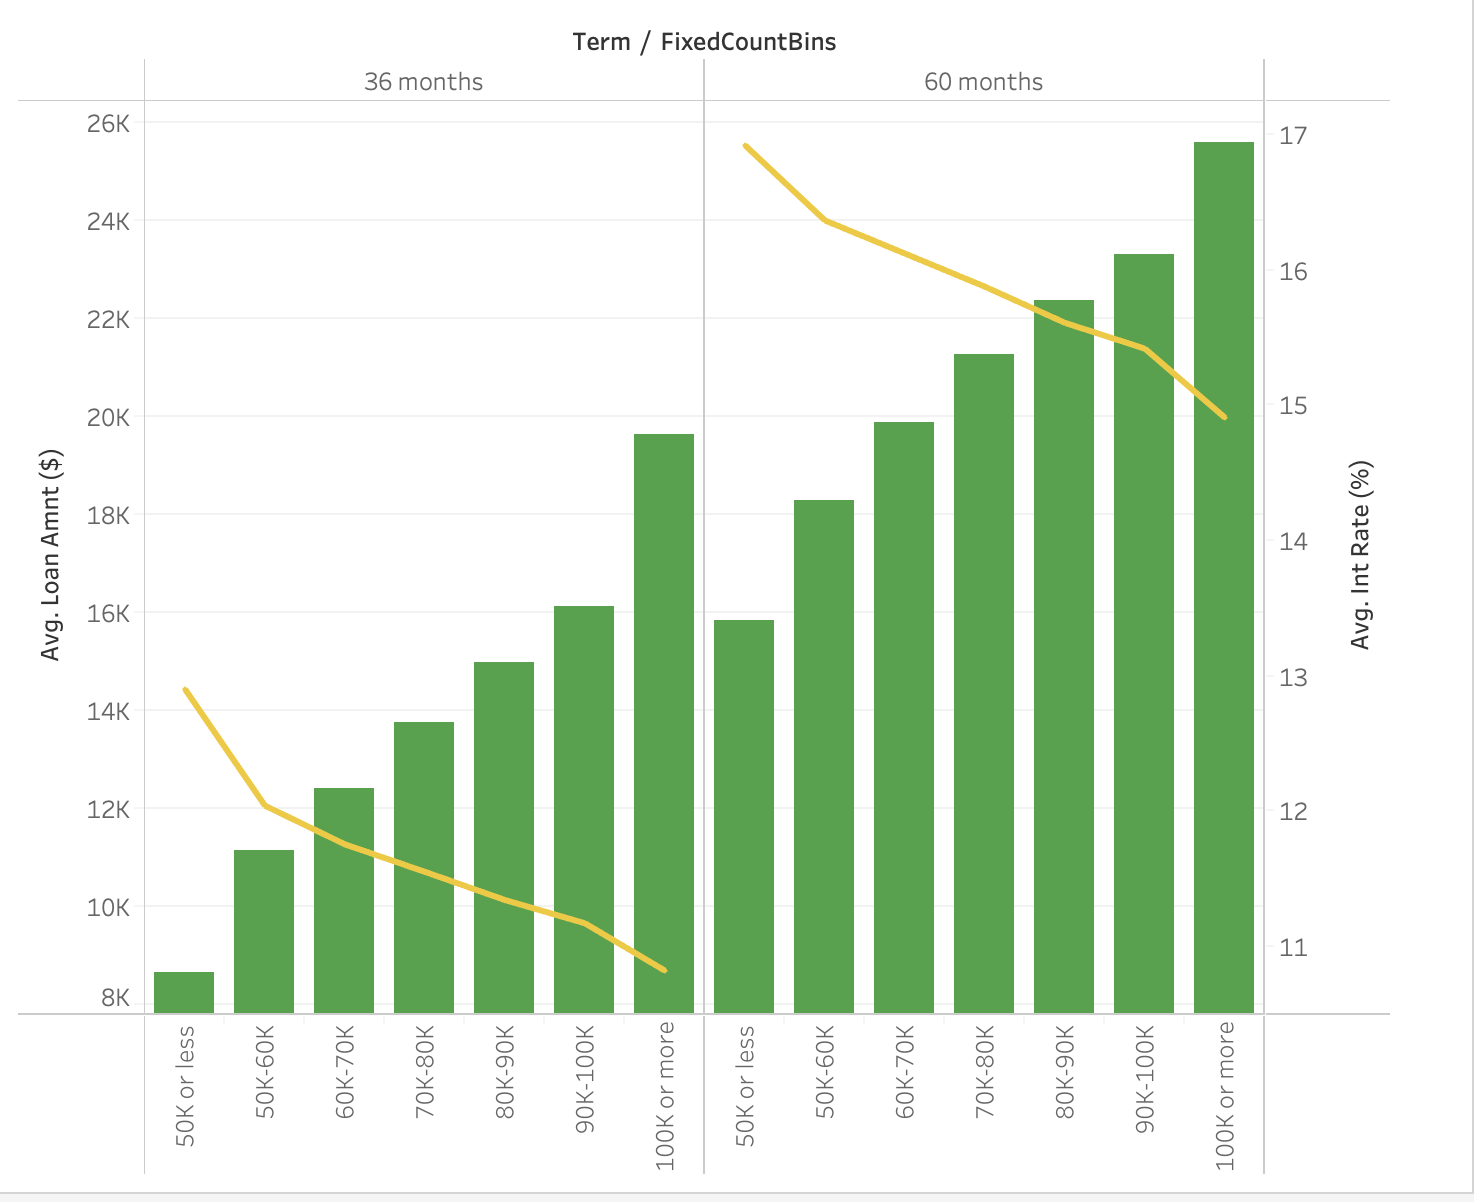 Term / FixedCountBins
36 months
60 months
26K
24K
22K
20K
18K
16K
14K
12K
10K
8K
Avg. Loan Amnt ($)
17
16
15
14
13
12
11
Avg. Int Rate (%)
50K or less
50K-60K
60K-70K
70K-80K
80K-90K
90K-100K
100K or more
50K or less
50K-60K
60K-70K
70K-80K
80K-90K
90K-100K
100K or more